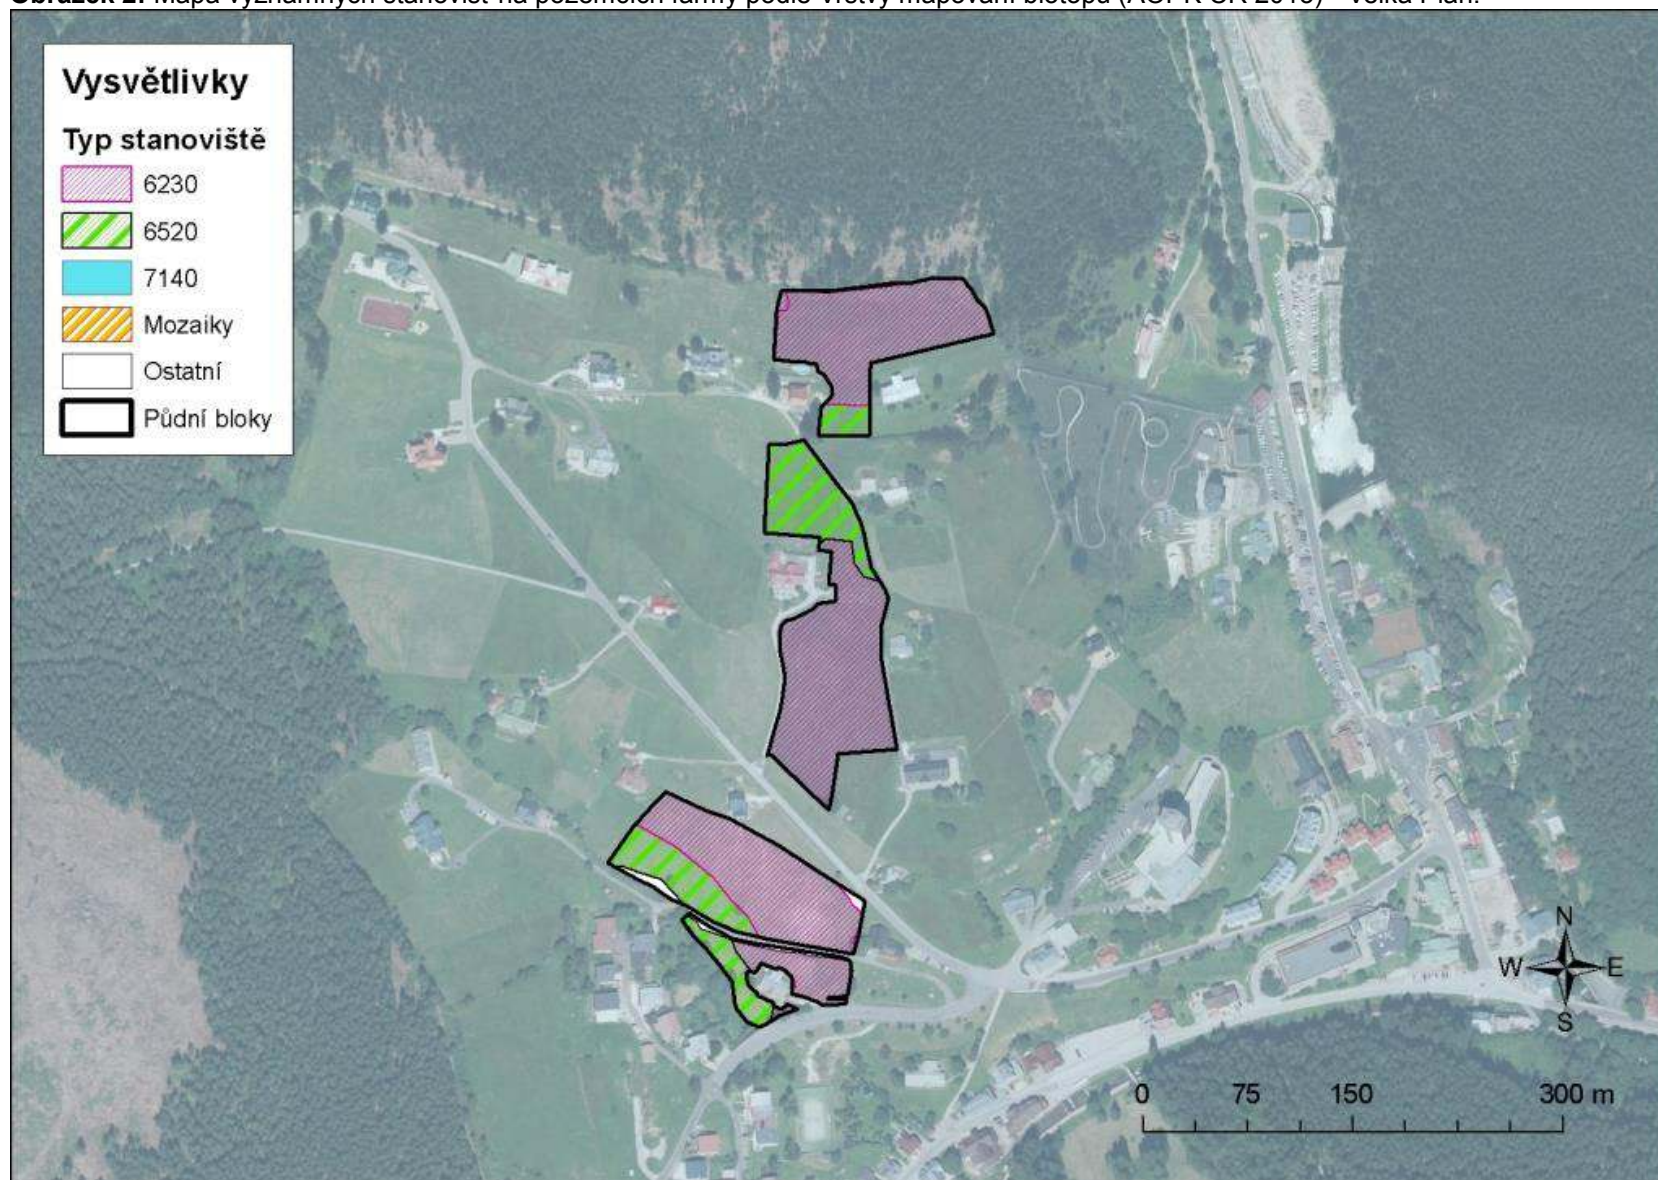 Vysvětlivky
Typ stanoviště
6230
6520
7140
Mozaiky
Ostatní
Půdní bloky
N
W E
S
0 75 150 300 m